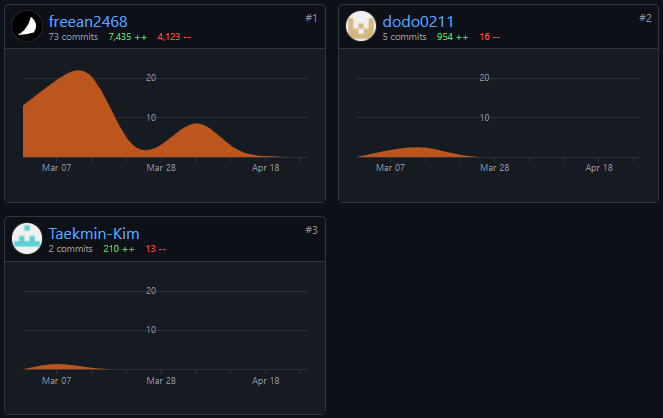 freean2468 #1
73 commits 7,435 ++ 4,123 --
20
10
Mar 07 Mar 28 Apr 18
dodo0211 #2
5 commits 954 ++ 16 --
20
10
Mar 07 Mar 28 Apr 18
Taekmin-Kim #3
2 commits 210 ++ 13 --
20
10
Mar 07 Mar 28 Apr 18